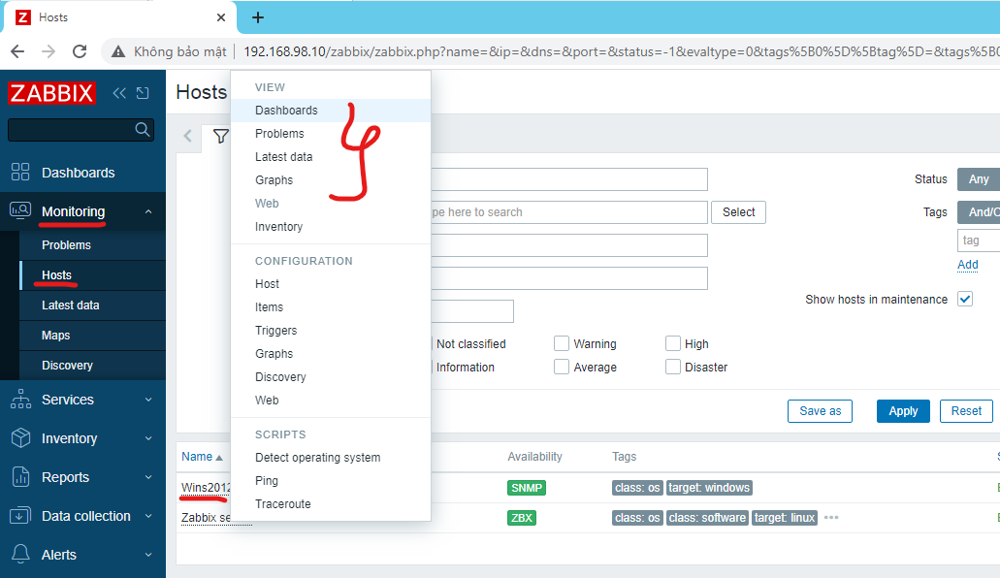 Hosts
Không bảo mật
192.168.98.10/zabbix/zabbix.php?name=&ip=&dns=&port=&status=-1&evaltype=0&tags%5B0%5D%5Btag%5D=&tags%5B0
ZABBIX
Dashboards
Monitoring
Problems
Hosts
Latest data
Maps
Discovery
Services
Inventory
Reports
Data collection
Alerts
Hosts
VIEW
Dashboards
Problems
Latest data
Graphs
Web
Inventory
CONFIGURATION
Host
Items
Triggers
Graphs
Discovery
Web
SCRIPTS
Detect operating system
Ping
Traceroute
pe here to search
Select
Status
Any
Tags
And/O
tag
Add
Show hosts in maintenance
Not classified
Warning
High
Information
Average
Disaster
Save as
Apply
Reset
Name
Availability
Tags
S
Wins2012
SNMP
class: os
target: windows
Zabbix se
ZBX
class: os
class: software
target: linux